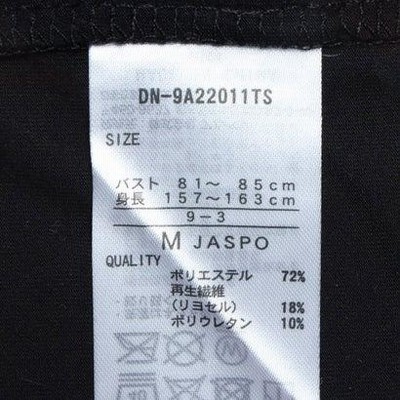 DN-9A22011TS
SIZE
バスト 81～ 85cm
身長 157～163cm
9-3
M JASPO
QUALITY
ポリエステル 72%
再生繊維
(リヨセル) 18%
ポリウレタン 10%